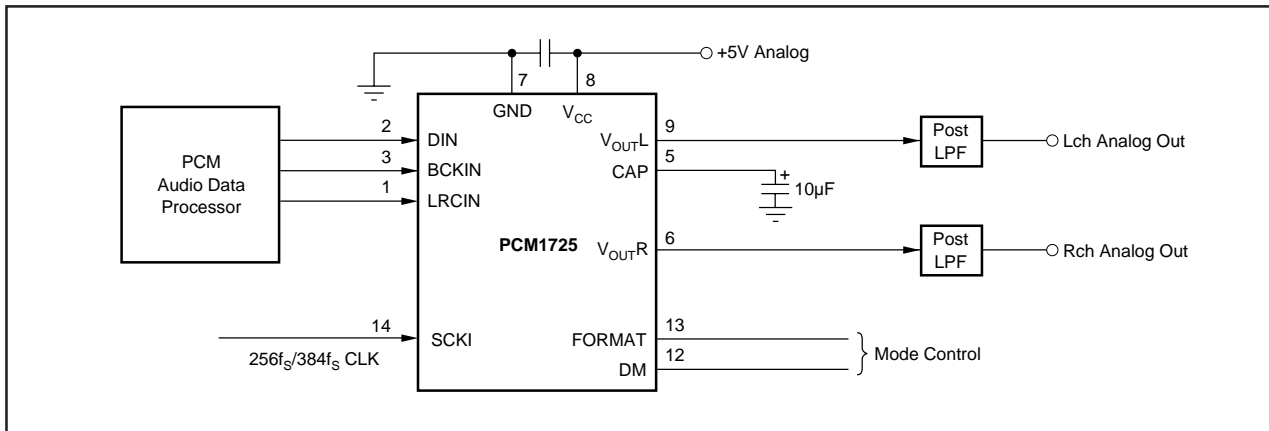 +5V Analog
7
8
GND
VCC
PCM
Audio Data
Processor
2
DIN
3
BCKIN
1
LRCIN
PCM1725
VOUTL
9
Post
LPF
Lch Analog Out
CAP
5
+
10µF
VOUTR
6
Post
LPF
Rch Analog Out
14
SCKI
256fS/384fS CLK
FORMAT
13
DM
12
Mode Control